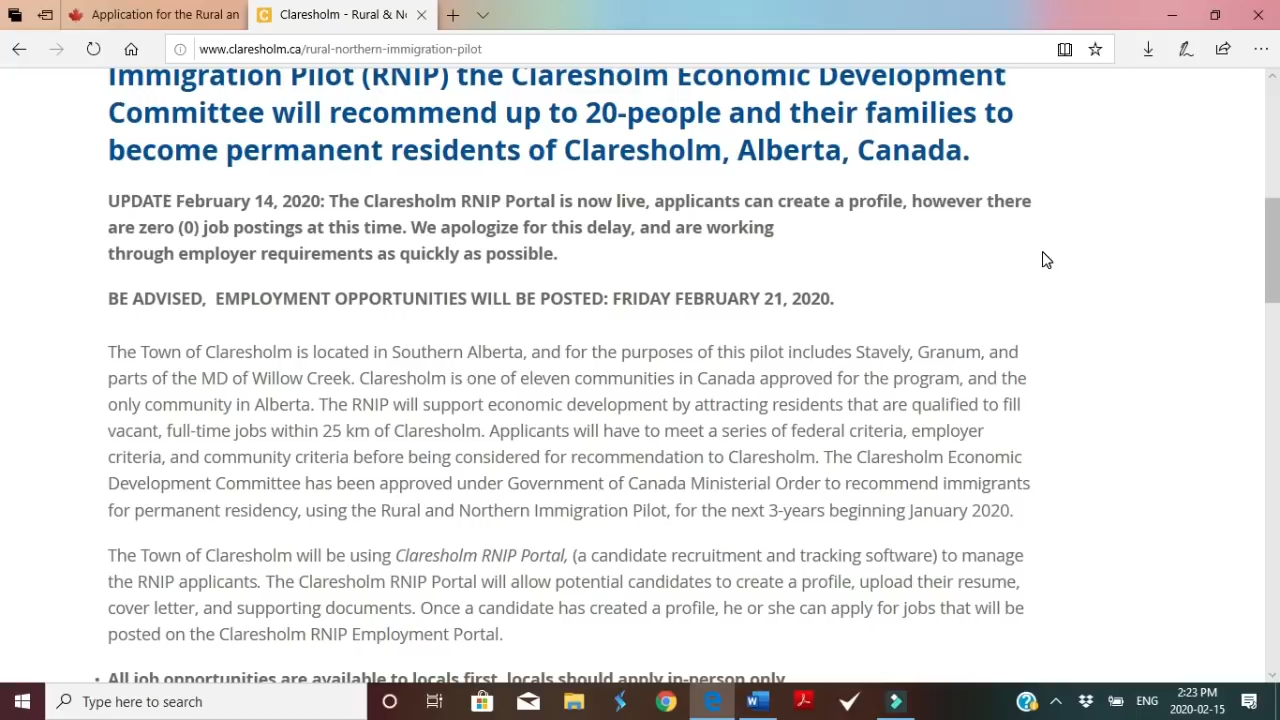 Application for the Rural an
Claresholm - Rural & No
www.claresholm.ca/rural-northern-immigration-pilot
Immigration Pilot (RNIP) the Claresholm Economic Development
Committee will recommend up to 20-people and their families to
become permanent residents of Claresholm, Alberta, Canada.
UPDATE February 14, 2020: The Claresholm RNIP Portal is now live, applicants can create a profile, however there
are zero (0) job postings at this time. We apologize for this delay, and are working
through employer requirements as quickly as possible.
BE ADVISED,  EMPLOYMENT OPPORTUNITIES WILL BE POSTED: FRIDAY FEBRUARY 21, 2020.
The Town of Claresholm is located in Southern Alberta, and for the purposes of this pilot includes Stavely, Granum, and
parts of the MD of Willow Creek. Claresholm is one of eleven communities in Canada approved for the program, and the
only community in Alberta. The RNIP will support economic development by attracting residents that are qualified to fill
vacant, full-time jobs within 25 km of Claresholm. Applicants will have to meet a series of federal criteria, employer
criteria, and community criteria before being considered for recommendation to Claresholm. The Claresholm Economic
Development Committee has been approved under Government of Canada Ministerial Order to recommend immigrants
for permanent residency, using the Rural and Northern Immigration Pilot, for the next 3-years beginning January 2020.
The Town of Claresholm will be using Claresholm RNIP Portal, (a candidate recruitment and tracking software) to manage
the RNIP applicants. The Claresholm RNIP Portal will allow potential candidates to create a profile, upload their resume,
cover letter, and supporting documents. Once a candidate has created a profile, he or she can apply for jobs that will be
posted on the Claresholm RNIP Employment Portal.
All job opportunities are available to locals first, locals should apply in-person only
Type here to search
ENG
2:23 PM
2020-02-15